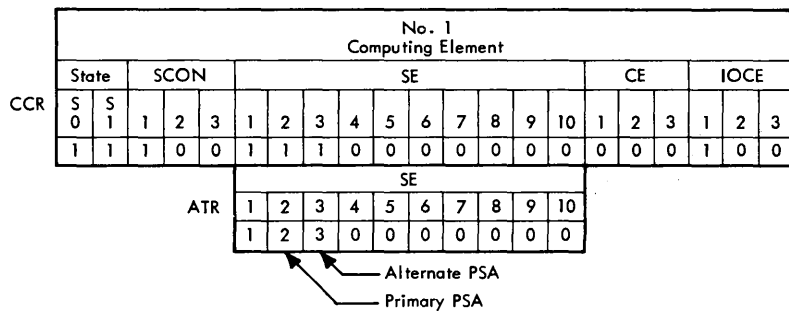 No. 1
Computing Element
State SCON SE CE IOCE
CCR S 0 S 1 1 2 3 1 2 3 4 5 6 7 8 9 10 1 2 3 1 2 3
1 1 1 0 0 1 1 1 0 0 0 0 0 0 0 0 0 0 1 0 0
SE
ATR 1 2 3 4 5 6 7 8 9 10
1 2 3 0 0 0 0 0 0 0
Alternate PSA
Primary PSA